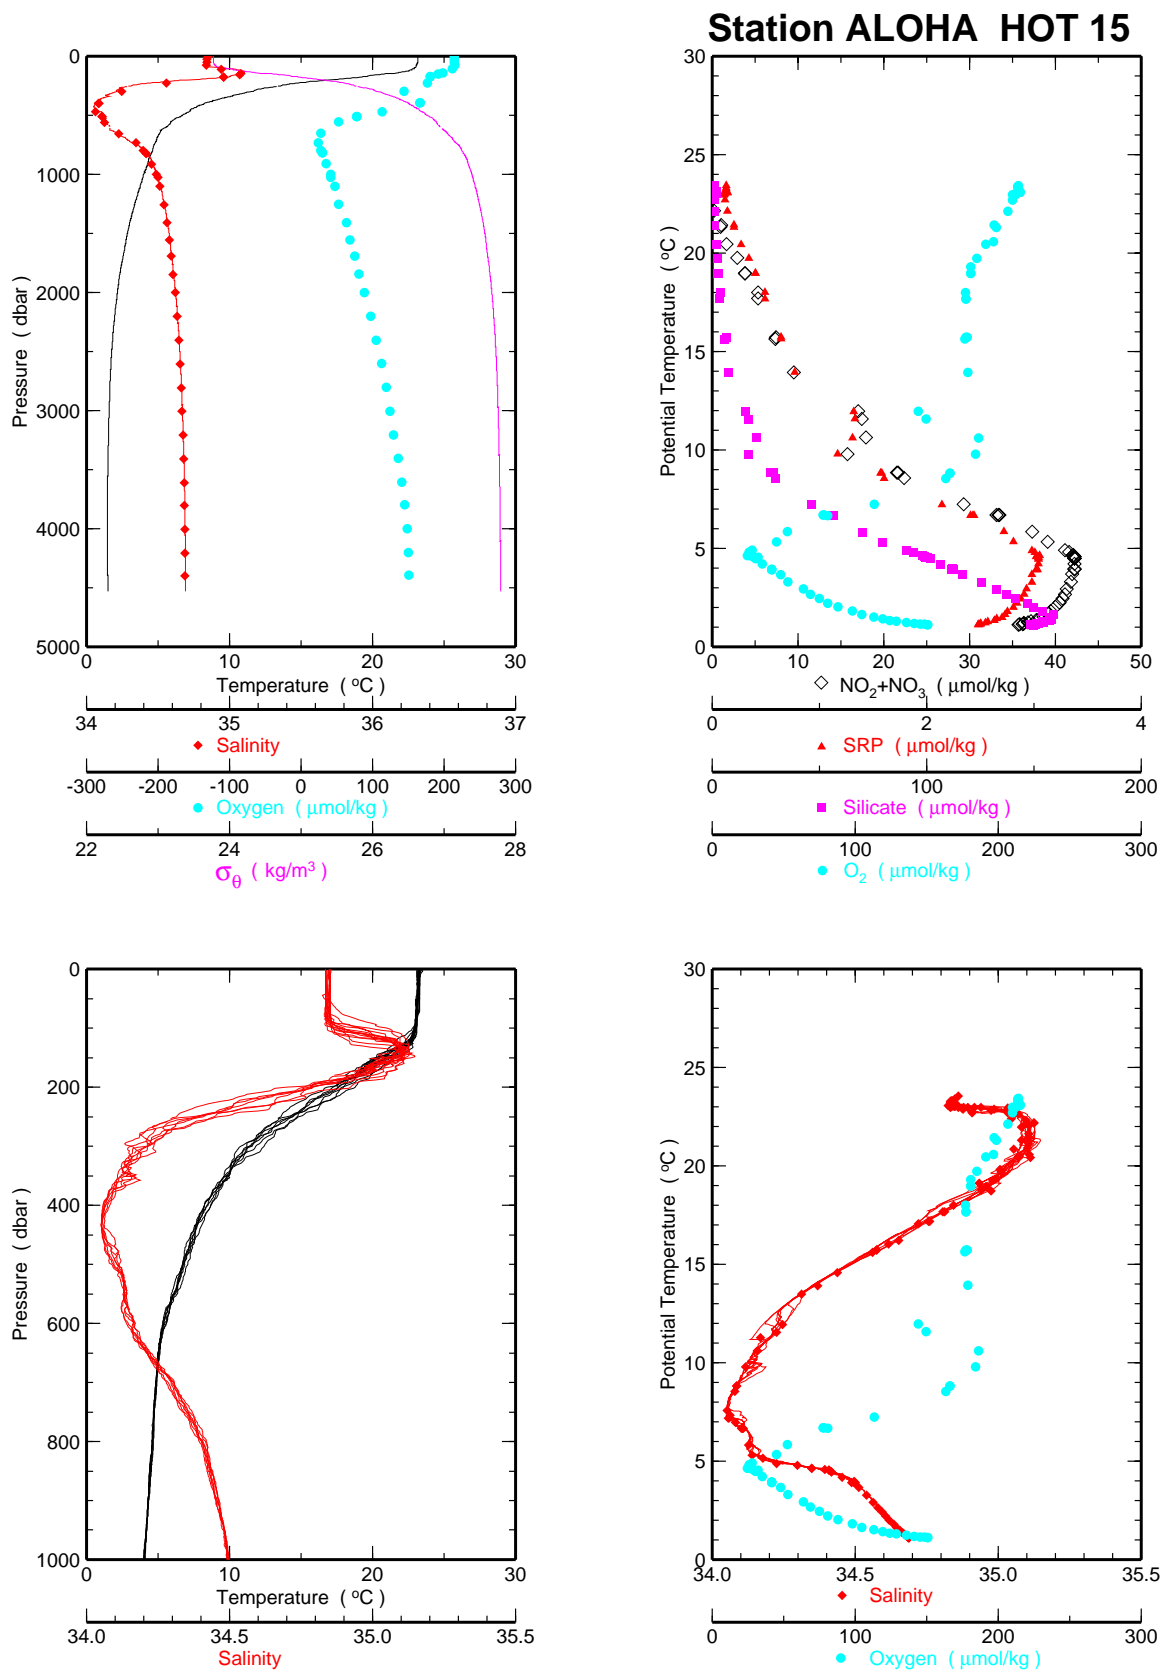 Station ALOHA HOT 15
0
1000
2000
3000
4000
5000
Pressure ( dbar )
0 10 20 30
Temperature ( °C )
34 35 36 37
Salinity
-300 -200 -100 0 100 200 300
Oxygen ( μmol/kg )
22 23 24 25 26 27 28
σθ ( kg/m³ )
30
25
20
15
10
5
0
Potential Temperature ( °C )
0 10 20 30 40 50
NO₂+NO₃ ( μmol/kg )
0 2 4
SRP ( μmol/kg )
0 100 200
Silicate ( μmol/kg )
0 100 200 300
O₂ ( μmol/kg )
0
200
400
600
800
1000
Pressure ( dbar )
0 10 20 30
Temperature ( °C )
34.0 34.5 35.0 35.5
Salinity
30
25
20
15
10
5
0
Potential Temperature ( °C )
34.0 34.5 35.0 35.5
Salinity
0 100 200 300
Oxygen ( μmol/kg )